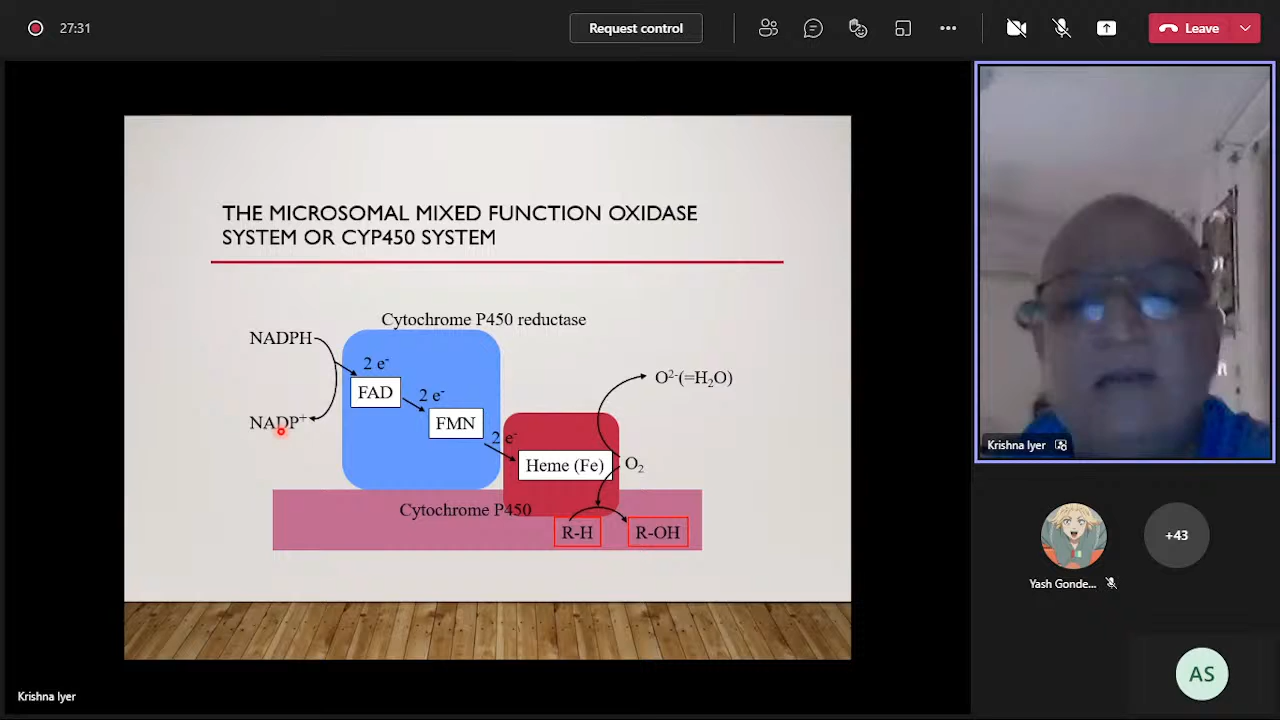 27:31
Request control
Leave
THE MICROSOMAL MIXED FUNCTION OXIDASE
SYSTEM OR CYP450 SYSTEM
Cytochrome P450 reductase
NADPH
2 e-
FAD
2 e-
O²⁻(=H₂O)
NADP⁺
FMN
2 e-
Heme (Fe)
O₂
Cytochrome P450
R-H
R-OH
Krishna Iyer
Krishna Iyer
+43
Yash Gonde...
AS